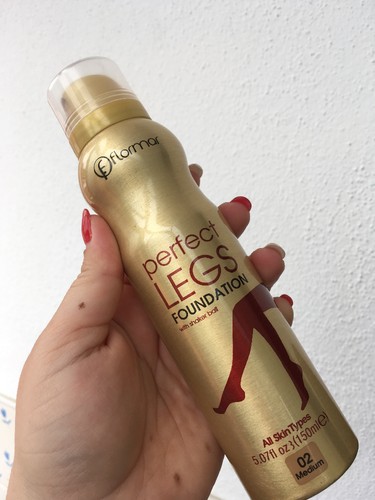 flormar
perfect
LEGS
FOUNDATION
with shaker ball
All Skin Types
5.07fl oz}{150ml℮
02
Medium